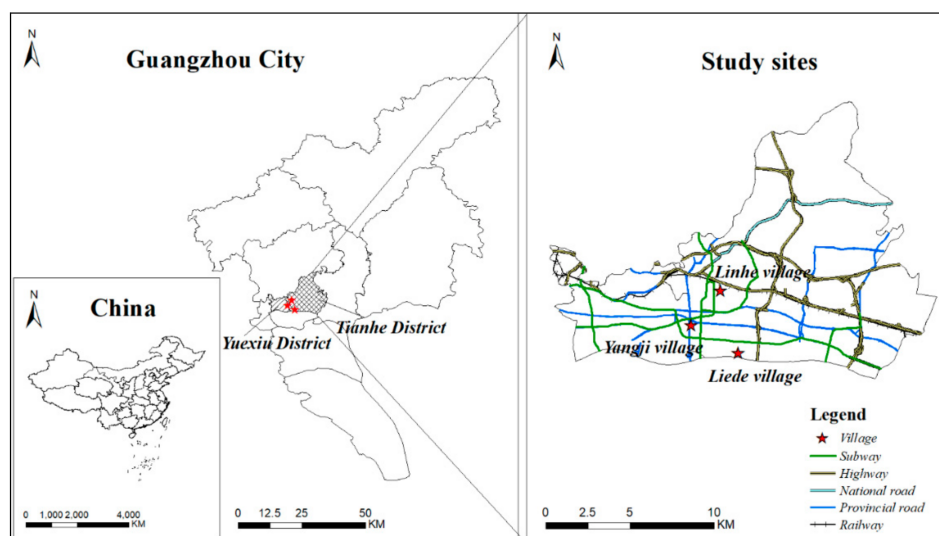 N
Guangzhou City
Tianhe District
Yuexiu District
0 12.5 25 50
KM
China
0 1,000 2,000 4,000
KM
N
Study sites
Linhe village
Yangji village
Liede village
Legend
Village
Subway
Highway
National road
Provincial road
Railway
0 5 10
KM